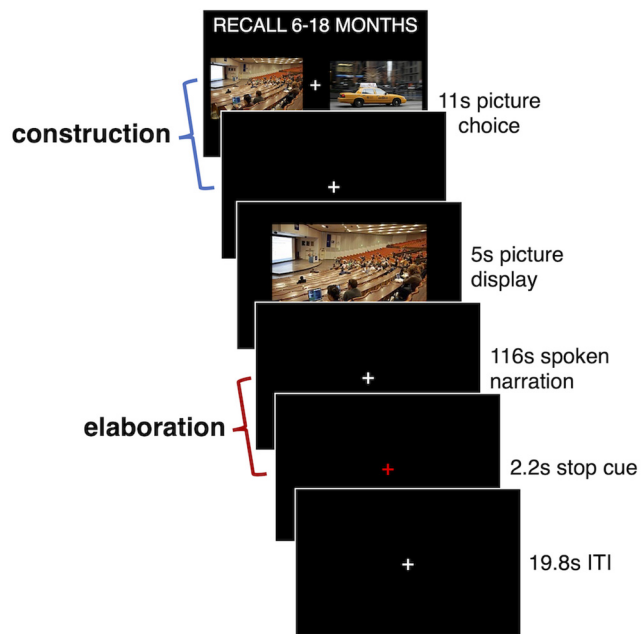 RECALL 6-18 MONTHS
11s picture
choice
construction
5s picture
display
116s spoken
narration
elaboration
2.2s stop cue
19.8s ITI